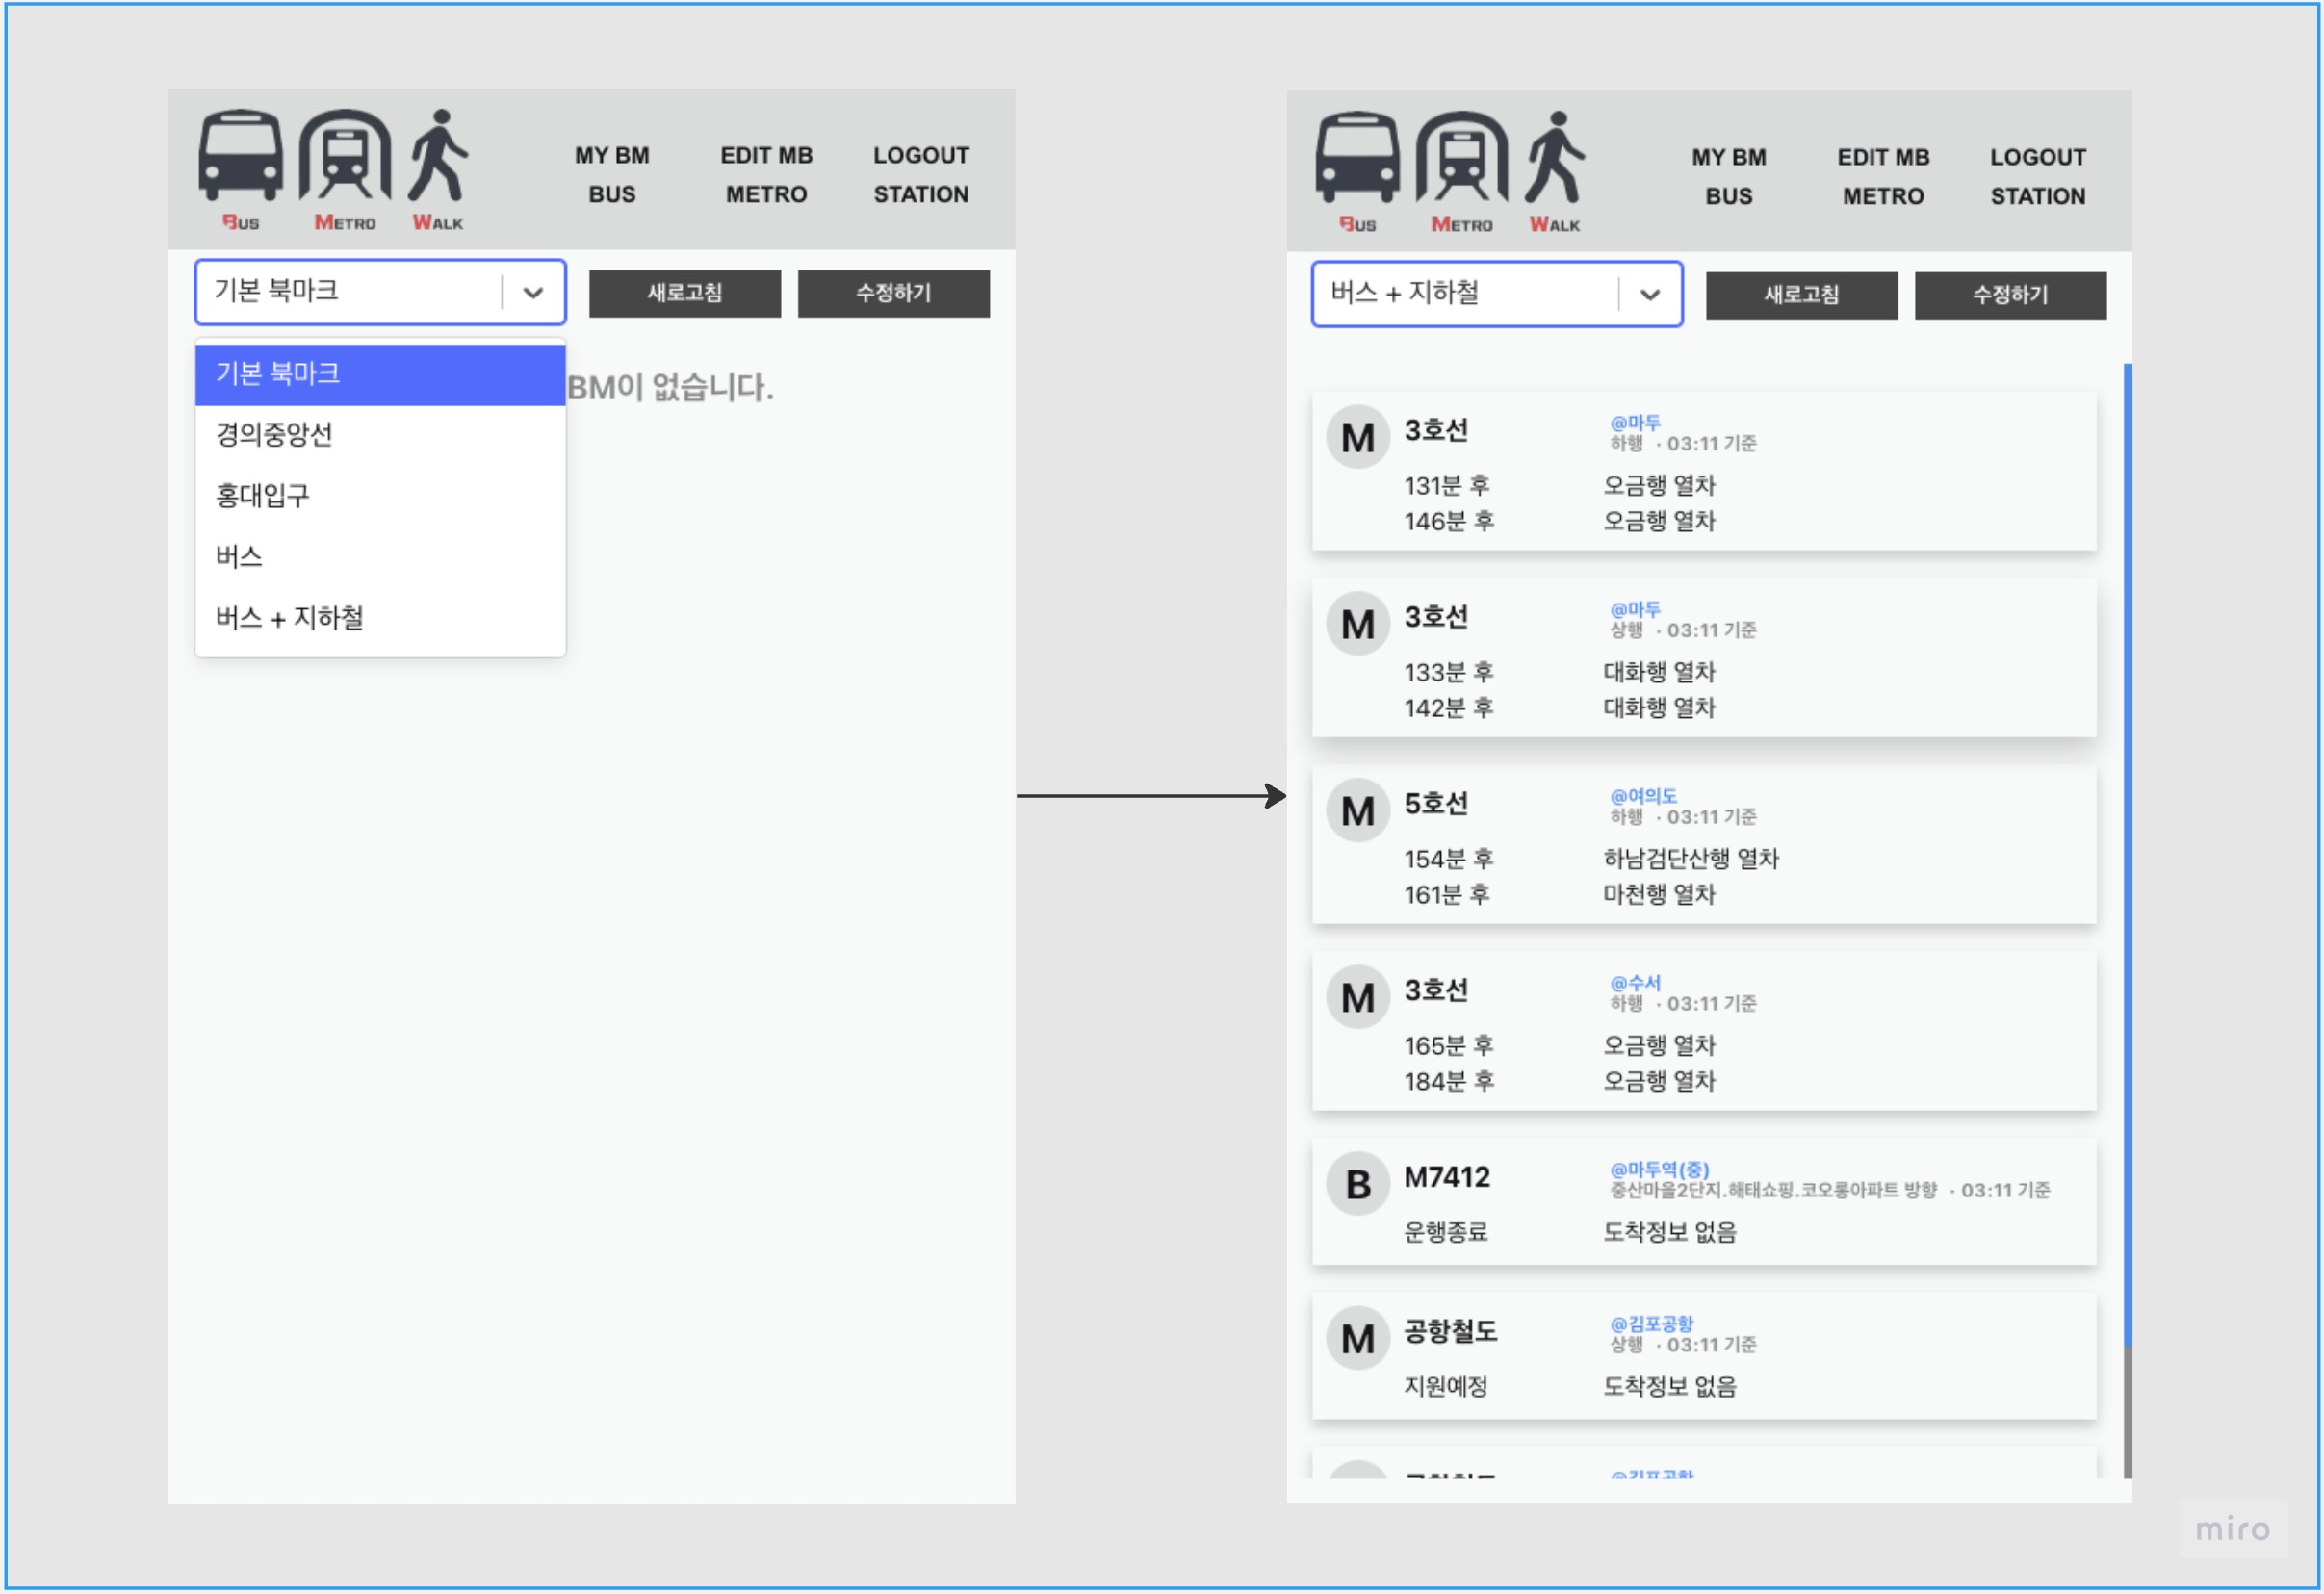 BUS METRO WALK
MY BM EDIT MB LOGOUT
BUS METRO STATION
기본 북마크 새로고침 수정하기
기본 북마크
BM이 없습니다.
경의중앙선
홍대입구
버스
버스 + 지하철
BUS METRO WALK
MY BM EDIT MB LOGOUT
BUS METRO STATION
버스 + 지하철 새로고침 수정하기
M 3호선 @마두
하행 · 03:11 기준
131분 후 오금행 열차
146분 후 오금행 열차
M 3호선 @마두
상행 · 03:11 기준
133분 후 대화행 열차
142분 후 대화행 열차
M 5호선 @여의도
하행 · 03:11 기준
154분 후 하남검단산행 열차
161분 후 마천행 열차
M 3호선 @수서
하행 · 03:11 기준
165분 후 오금행 열차
184분 후 오금행 열차
B M7412 @마두역(중)
중산마을2단지.해태쇼핑.코오롱아파트 방향 · 03:11 기준
운행종료 도착정보 없음
M 공항철도 @김포공항
상행 · 03:11 기준
지원예정 도착정보 없음
miro